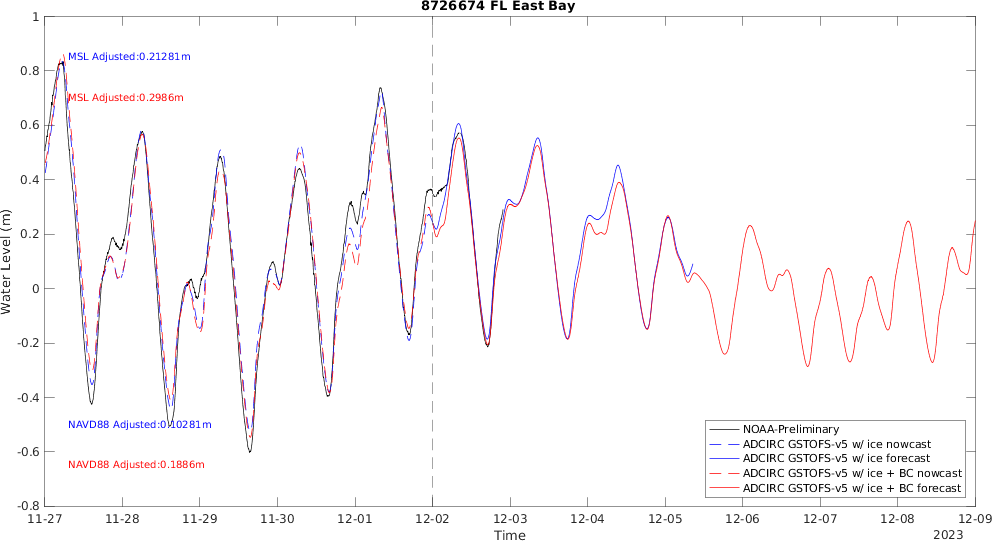 8726674 FL East Bay
1
0.8
0.6
0.4
0.2
0
-0.2
-0.4
-0.6
-0.8
Water Level (m)
MSL Adjusted:0.21281m
MSL Adjusted:0.2986m
NAVD88 Adjusted:0.10281m
NAVD88 Adjusted:0.1886m
NOAA-Preliminary
ADCIRC GSTOFS-v5 w/ ice nowcast
ADCIRC GSTOFS-v5 w/ ice forecast
ADCIRC GSTOFS-v5 w/ ice + BC nowcast
ADCIRC GSTOFS-v5 w/ ice + BC forecast
11-27 11-28 11-29 11-30 12-01 12-02 12-03 12-04 12-05 12-06 12-07 12-08 12-09
Time
2023